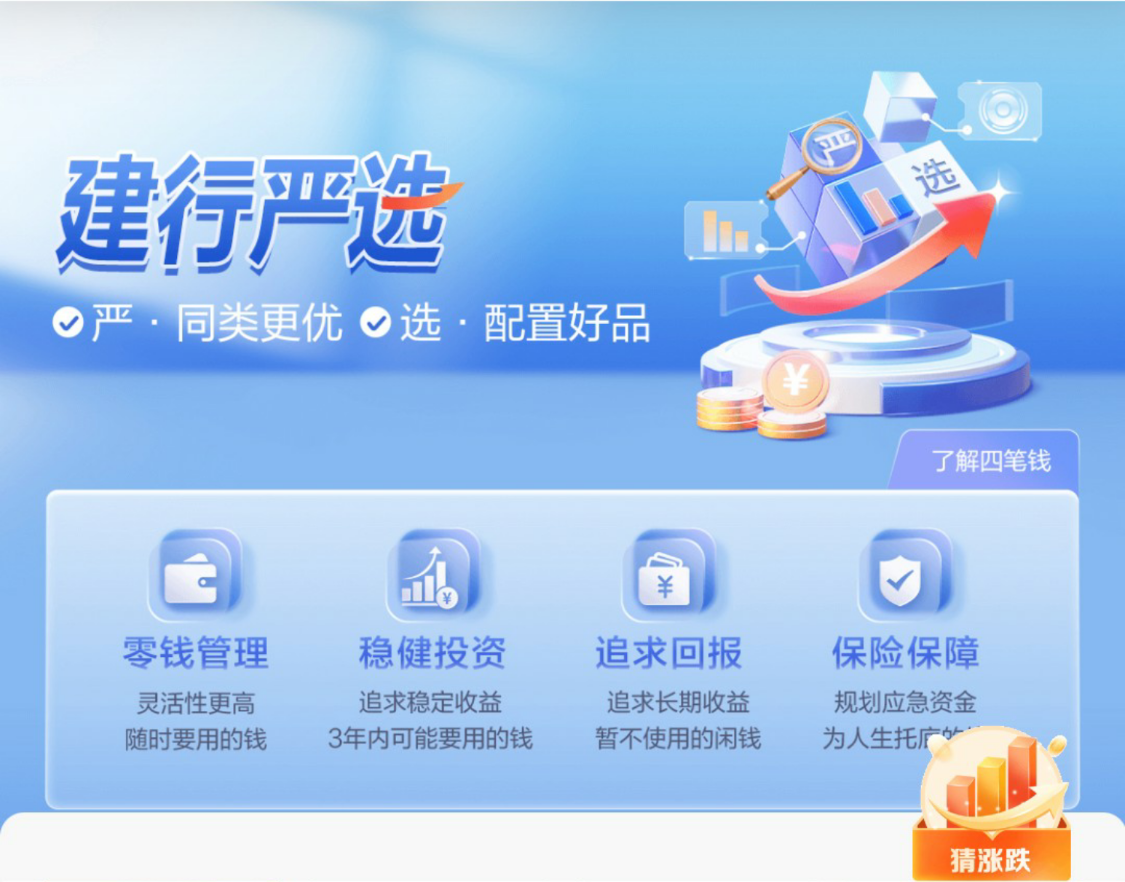 建行严选
严·同类更优 选·配置好品
严
选
¥
了解四笔钱
零钱管理 稳健投资 追求回报 保险保障
灵活性更高 追求稳定收益 追求长期收益 规划应急资金
随时要用的钱 3年内可能要用的钱 暂不使用的闲钱 为人生托底的
猜涨跌